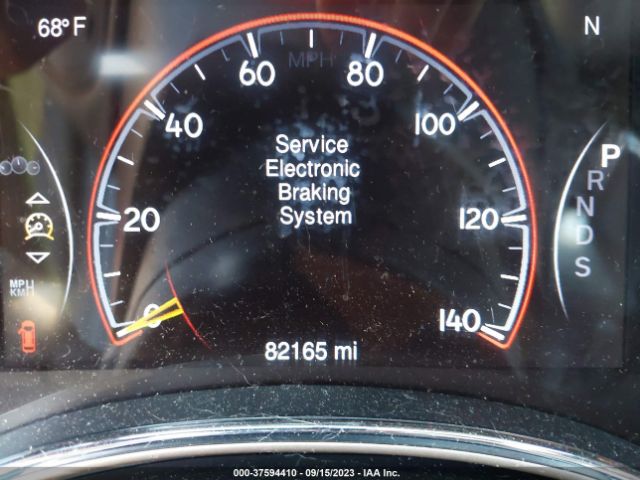 68° F
N
MPH
60
80
40
100
Service
Electronic
Braking
System
P
R
N
D
S
20
120
MPH
KM/H
0
140
82165 mi
000-37594410 - 09/15/2023 - IAA Inc.